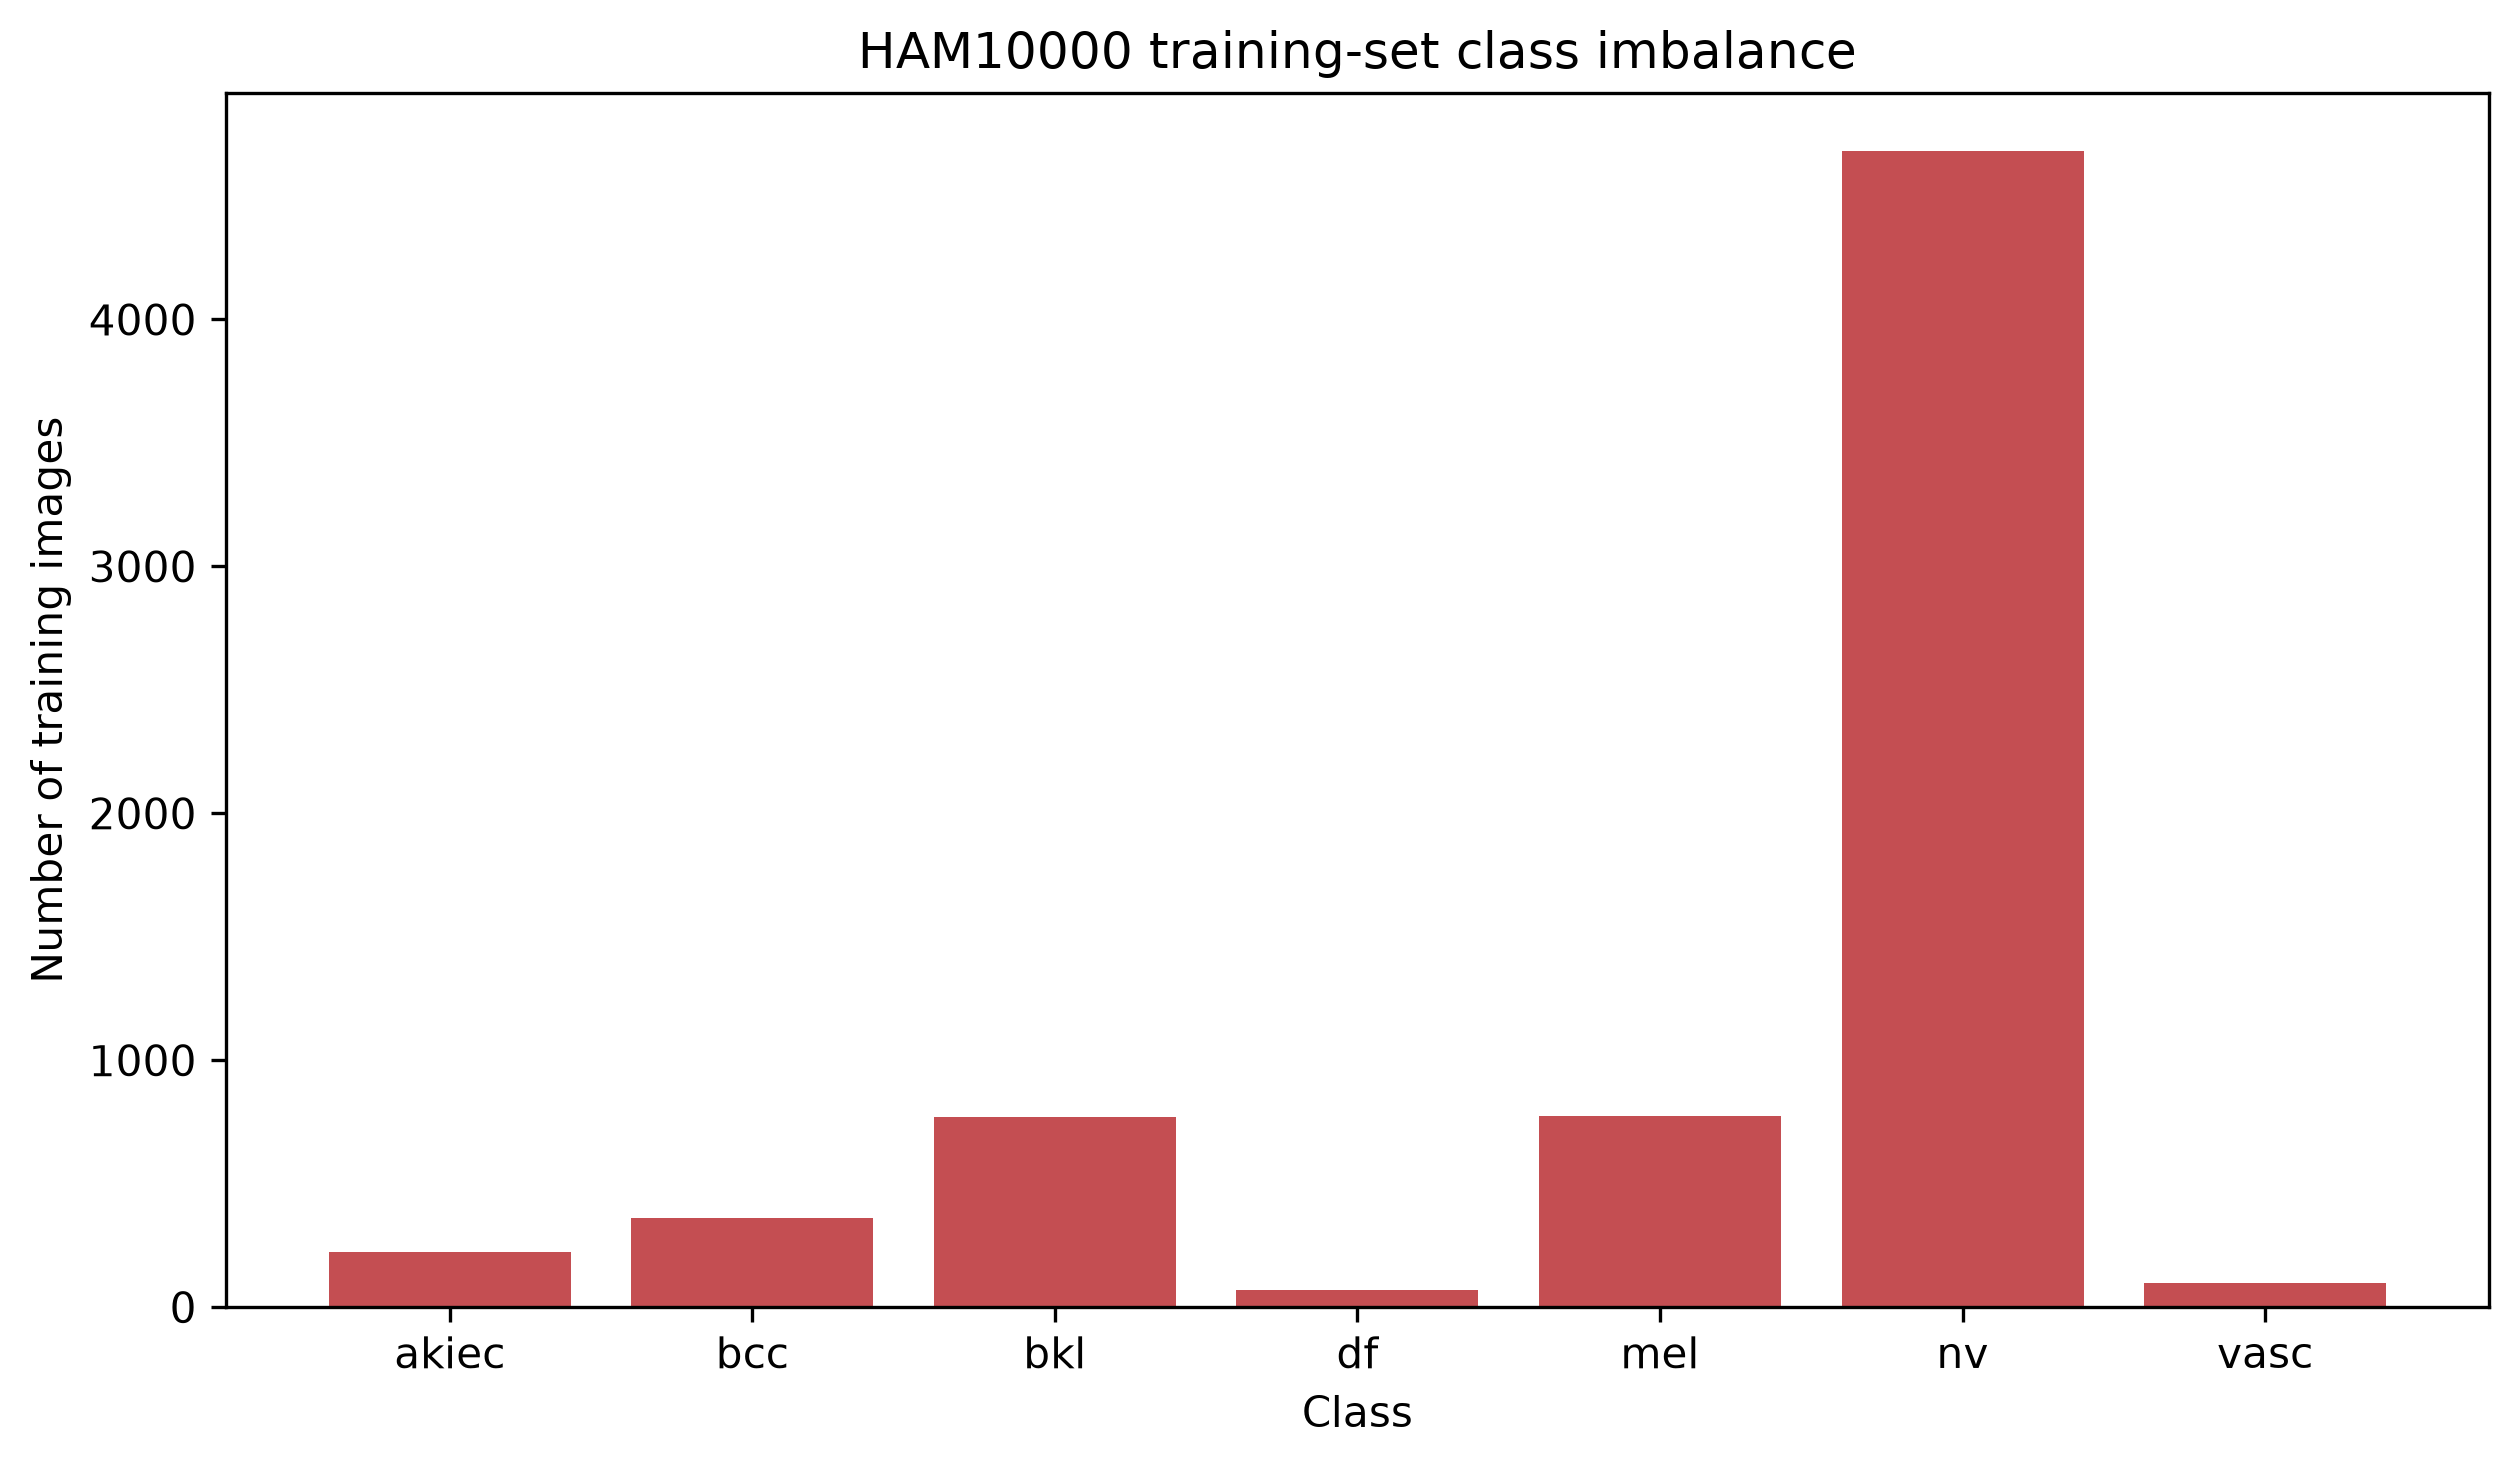 HAM10000 training-set class imbalance
Number of training images
4000
3000
2000
1000
0
akiec bcc bkl df mel nv vasc
Class